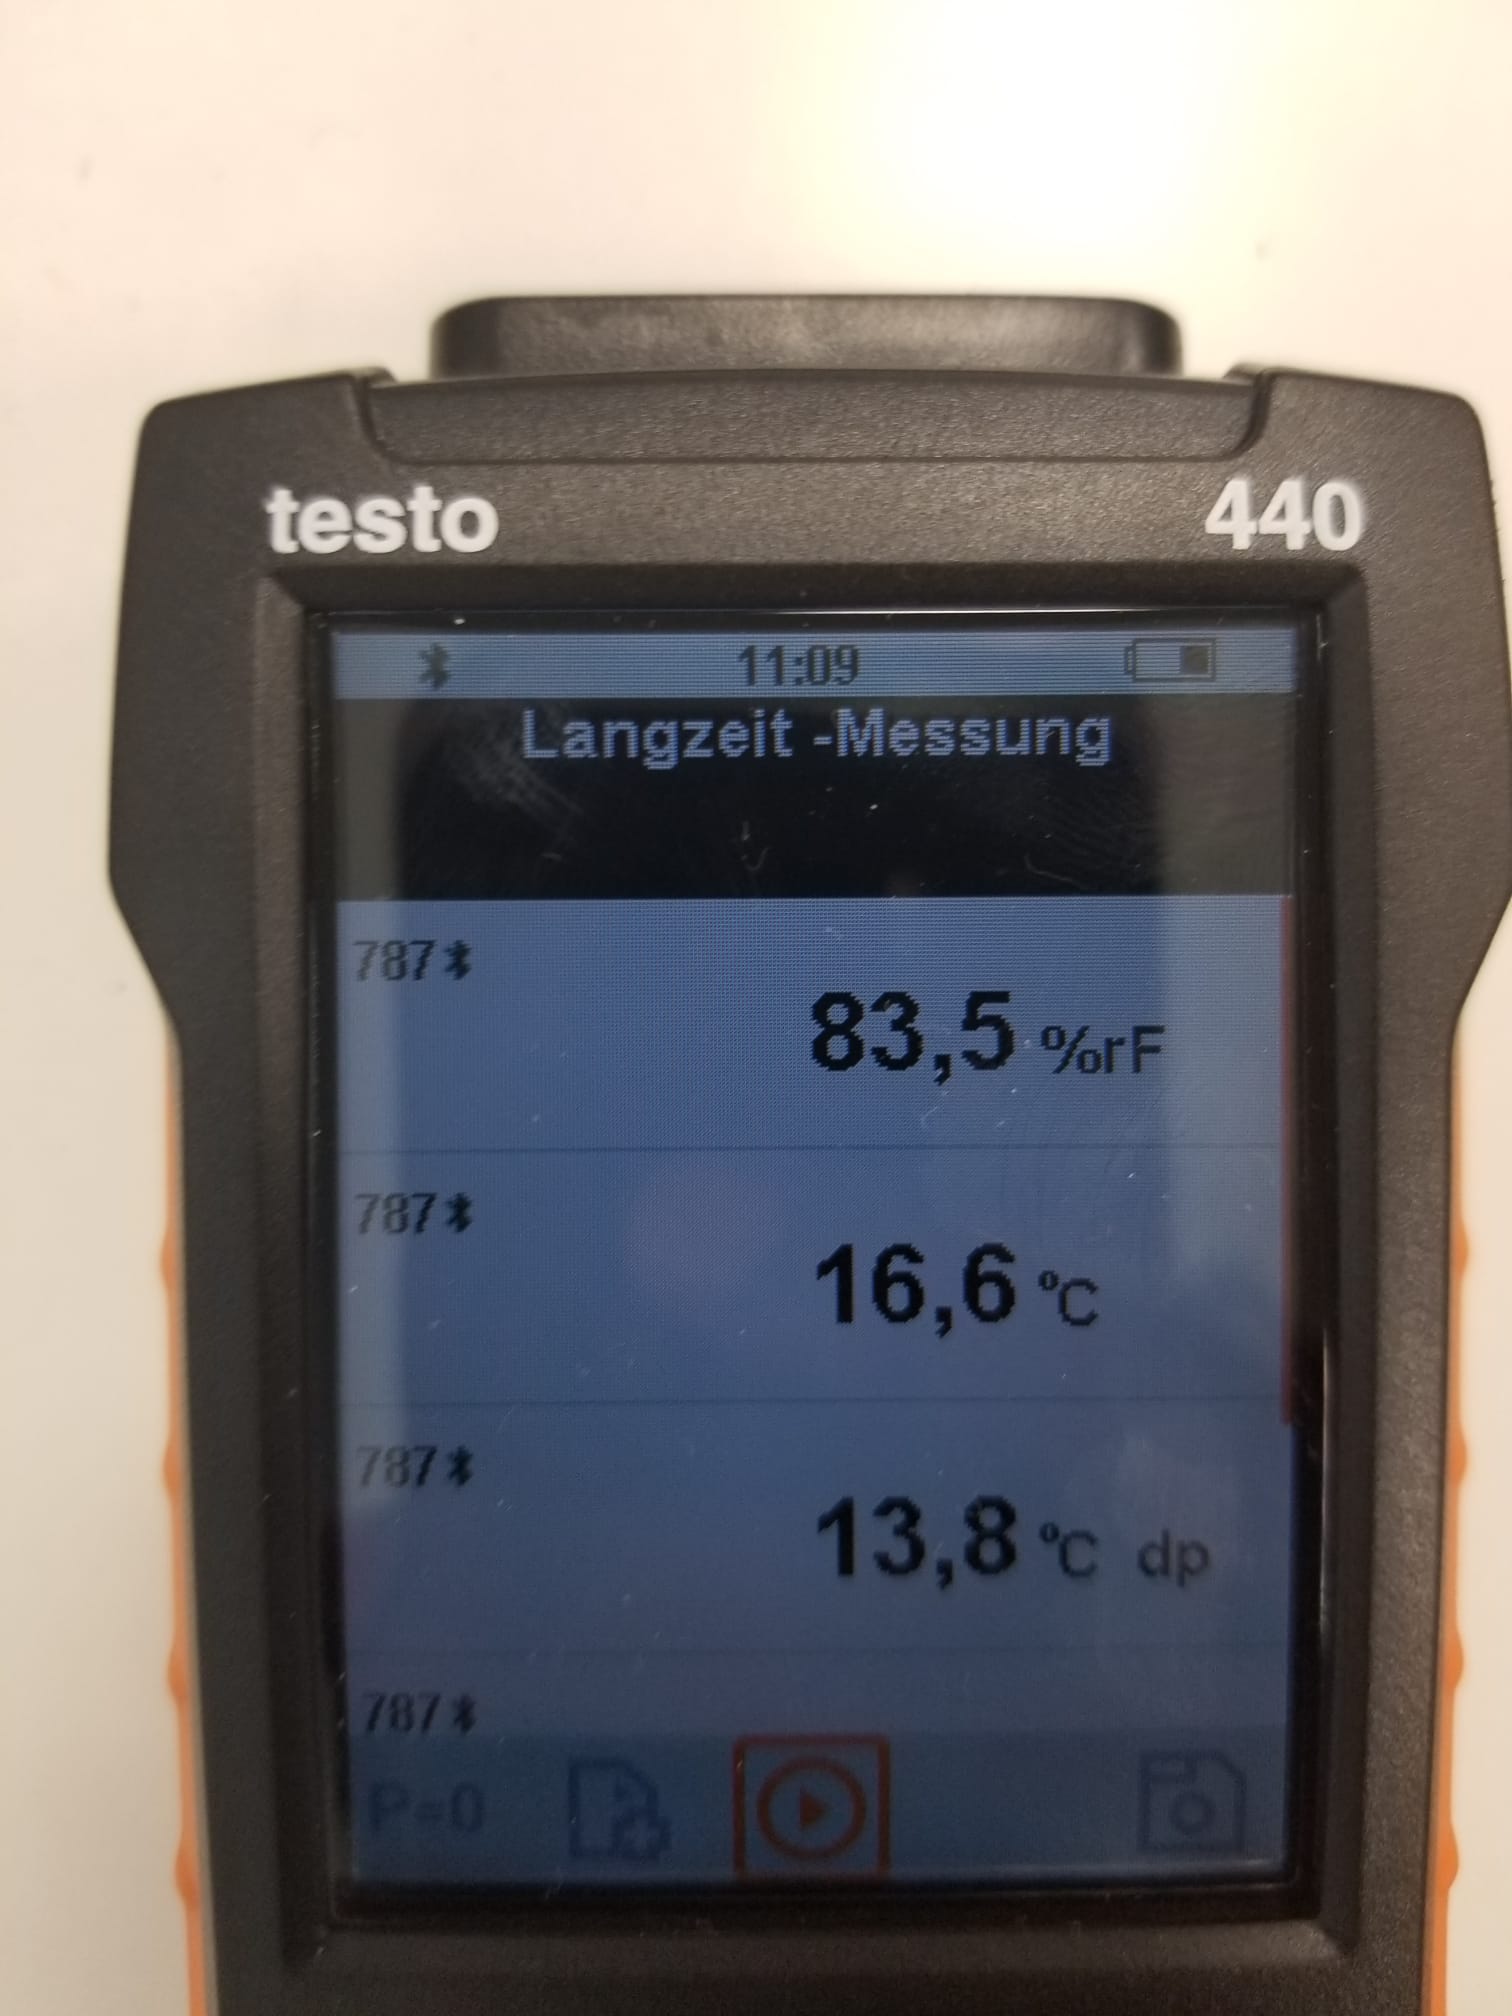 testo 440
11:09
Langzeit -Messung
787
83,5 %rF
787
16,6 °C
787
13,8 °C dp
787
P=0